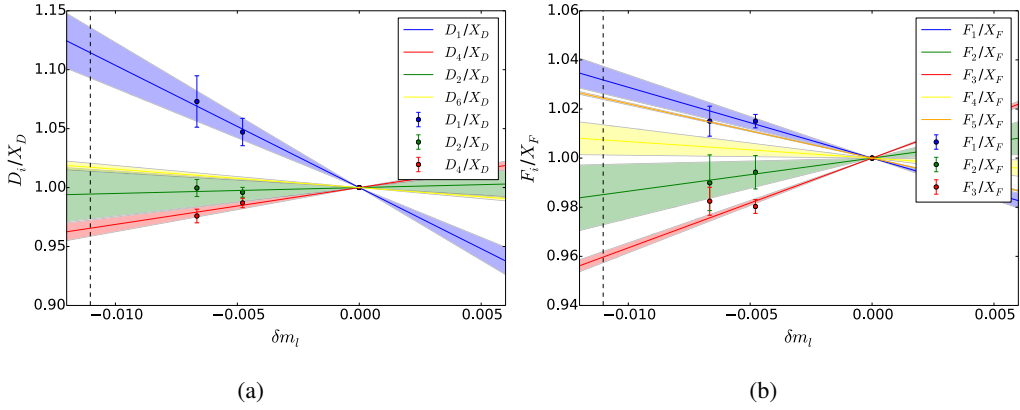 (a)
1.15
1.10
1.05
1.00
0.95
0.90
D_i/X_D
−0.010
−0.005
0.000
0.005
δm_l
D_1/X_D
D_4/X_D
D_2/X_D
D_6/X_D
D_1/X_D
D_2/X_D
D_4/X_D
(b)
1.06
1.04
1.02
1.00
0.98
0.96
0.94
F_i/X_F
−0.010
−0.005
0.000
0.005
δm_l
F_1/X_F
F_2/X_F
F_3/X_F
F_4/X_F
F_5/X_F
F_1/X_F
F_2/X_F
F_3/X_F
(a)
(b)